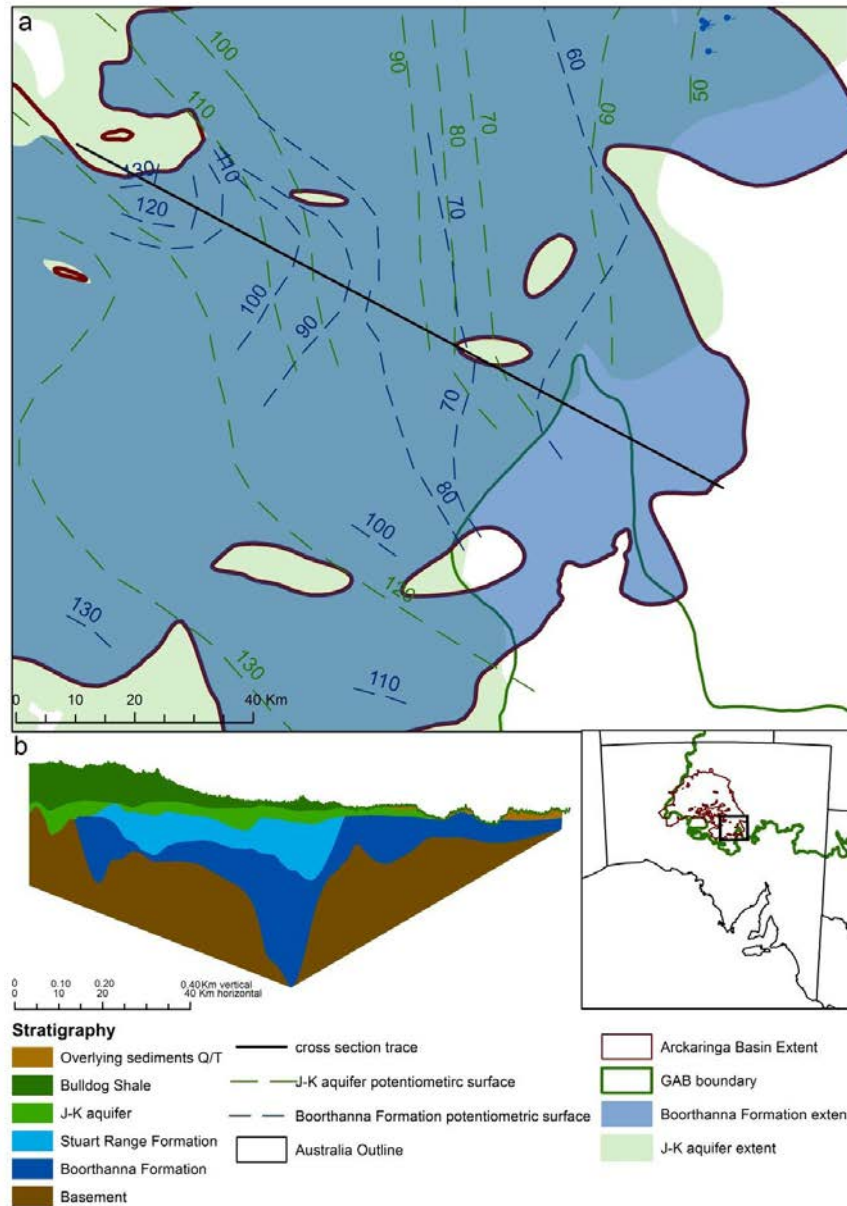 a
100
110
90
80
70
60
60
50
70
130
120
110
100
90
70
80
100
120
130
130
110
0 10 20 40 Km
b
0 0.10 0.20 0.40 Km vertical
0 10 20 40 Km horizontal
Stratigraphy
Overlying sediments Q/T
Bulldog Shale
J-K aquifer
Stuart Range Formation
Boorthanna Formation
Basement
cross section trace
J-K aquifer potentiometirc surface
Boorthanna Formation potentiometric surface
Australia Outline
Arckaringa Basin Extent
GAB boundary
Boorthanna Formation extent
J-K aquifer extent